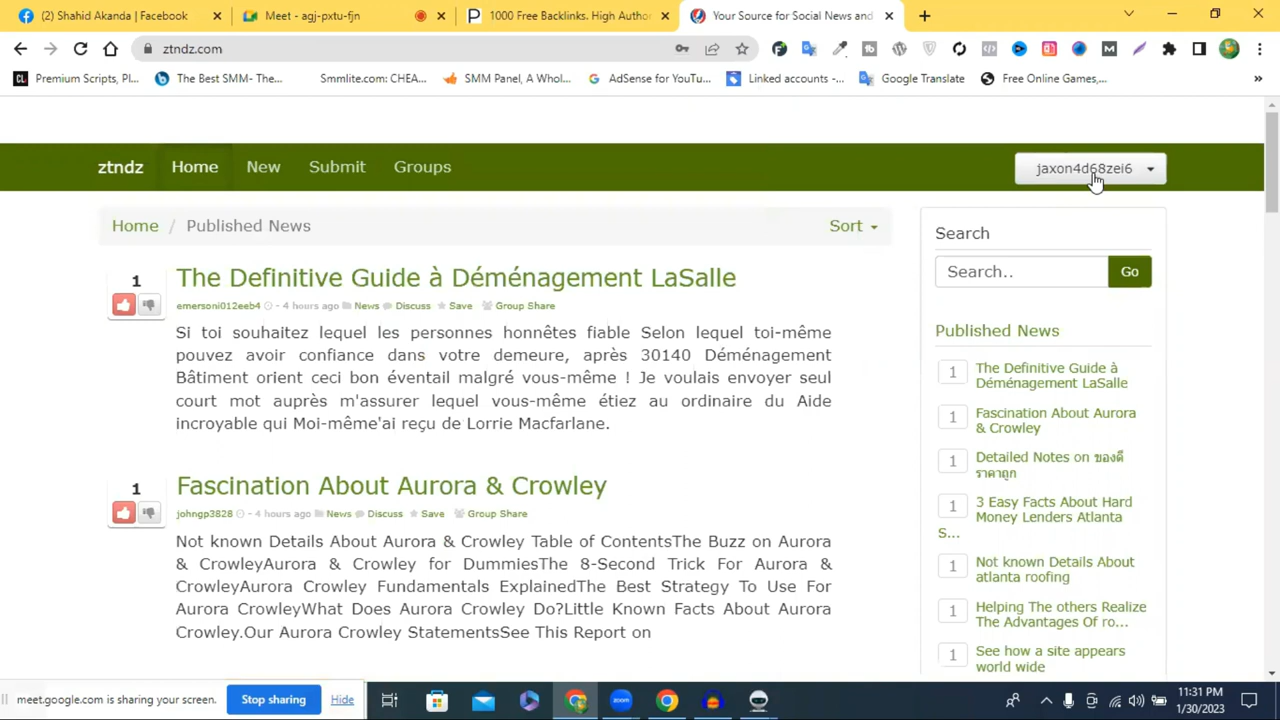 (2) Shahid Akanda | Facebook
Meet - agj-pxtu-fjn
1000 Free Backlinks. High Autho
Your Source for Social News and
ztndz.com
Premium Scripts, Pl...
The Best SMM- The...
Smmlite.com: CHEA...
SMM Panel, A Whol...
AdSense for YouTu...
Linked accounts -...
Google Translate
Free Online Games,...
ztndz
Home
New
Submit
Groups
jaxon4d68zei6
Home / Published News
Sort
1
The Definitive Guide à Déménagement LaSalle
emersoni012eeb4 - 4 hours ago News Discuss Save Group Share
Si toi souhaitez lequel les personnes honnêtes fiable Selon lequel toi-même
pouvez avoir confiance dans votre demeure, après 30140 Déménagement
Bâtiment orient ceci bon éventail malgré vous-même ! Je voulais envoyer seul
court mot auprès m'assurer lequel vous-même étiez au ordinaire du Aide
incroyable qui Moi-même'ai reçu de Lorrie Macfarlane.
1
Fascination About Aurora & Crowley
johngp3828 - 4 hours ago News Discuss Save Group Share
Not known Details About Aurora & Crowley Table of ContentsThe Buzz on Aurora
& CrowleyAurora & Crowley for DummiesThe 8-Second Trick For Aurora &
CrowleyAurora Crowley Fundamentals ExplainedThe Best Strategy To Use For
Aurora CrowleyWhat Does Aurora Crowley Do?Little Known Facts About Aurora
Crowley.Our Aurora Crowley StatementsSee This Report on
Search
Search..
Go
Published News
1
The Definitive Guide à
Déménagement LaSalle
1
Fascination About Aurora
& Crowley
1
Detailed Notes on ของดี
ราคาถูก
1
3 Easy Facts About Hard
Money Lenders Atlanta
S...
1
Not known Details About
atlanta roofing
1
Helping The others Realize
The Advantages Of ro...
1
See how a site appears
world wide
meet.google.com is sharing your screen.
Stop sharing
Hide
zoom
11:31 PM
1/30/2023